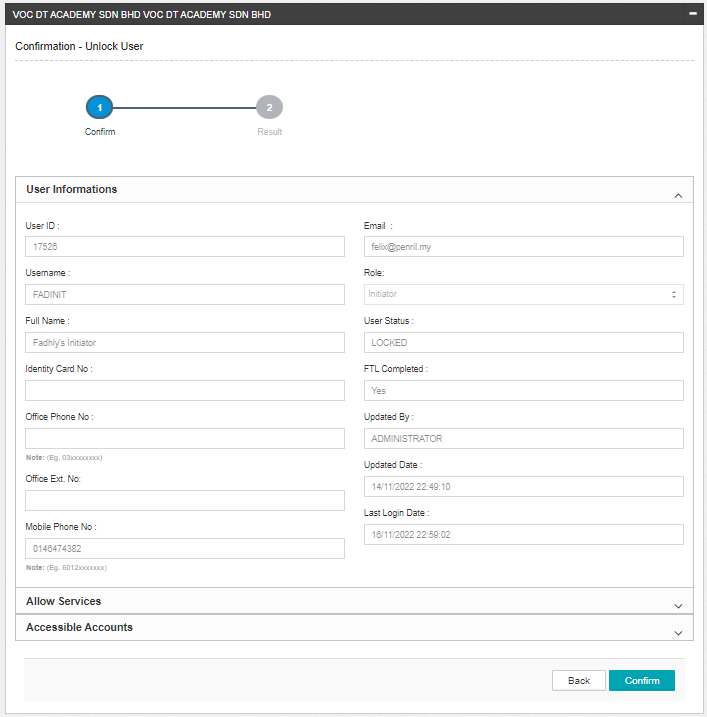 VOC DT ACADEMY SDN BHD VOC DT ACADEMY SDN BHD
Confirmation - Unlock User
1
2
Confirm
Result
User Informations
User ID :
17526
Username :
FADINIT
Full Name :
Fadhly's Initiator
Identity Card No :
Office Phone No :
Note: (Eg. 03xxxxxxxx)
Office Ext. No:
Mobile Phone No :
0146474382
Note: (Eg. 6012xxxxxxx)
Email :
felix@penril.my
Role:
Initiator
User Status :
LOCKED
FTL Completed :
Yes
Updated By :
ADMINISTRATOR
Updated Date :
14/11/2022 22:49:10
Last Login Date :
16/11/2022 22:59:02
Allow Services
Accessible Accounts
Back
Confirm